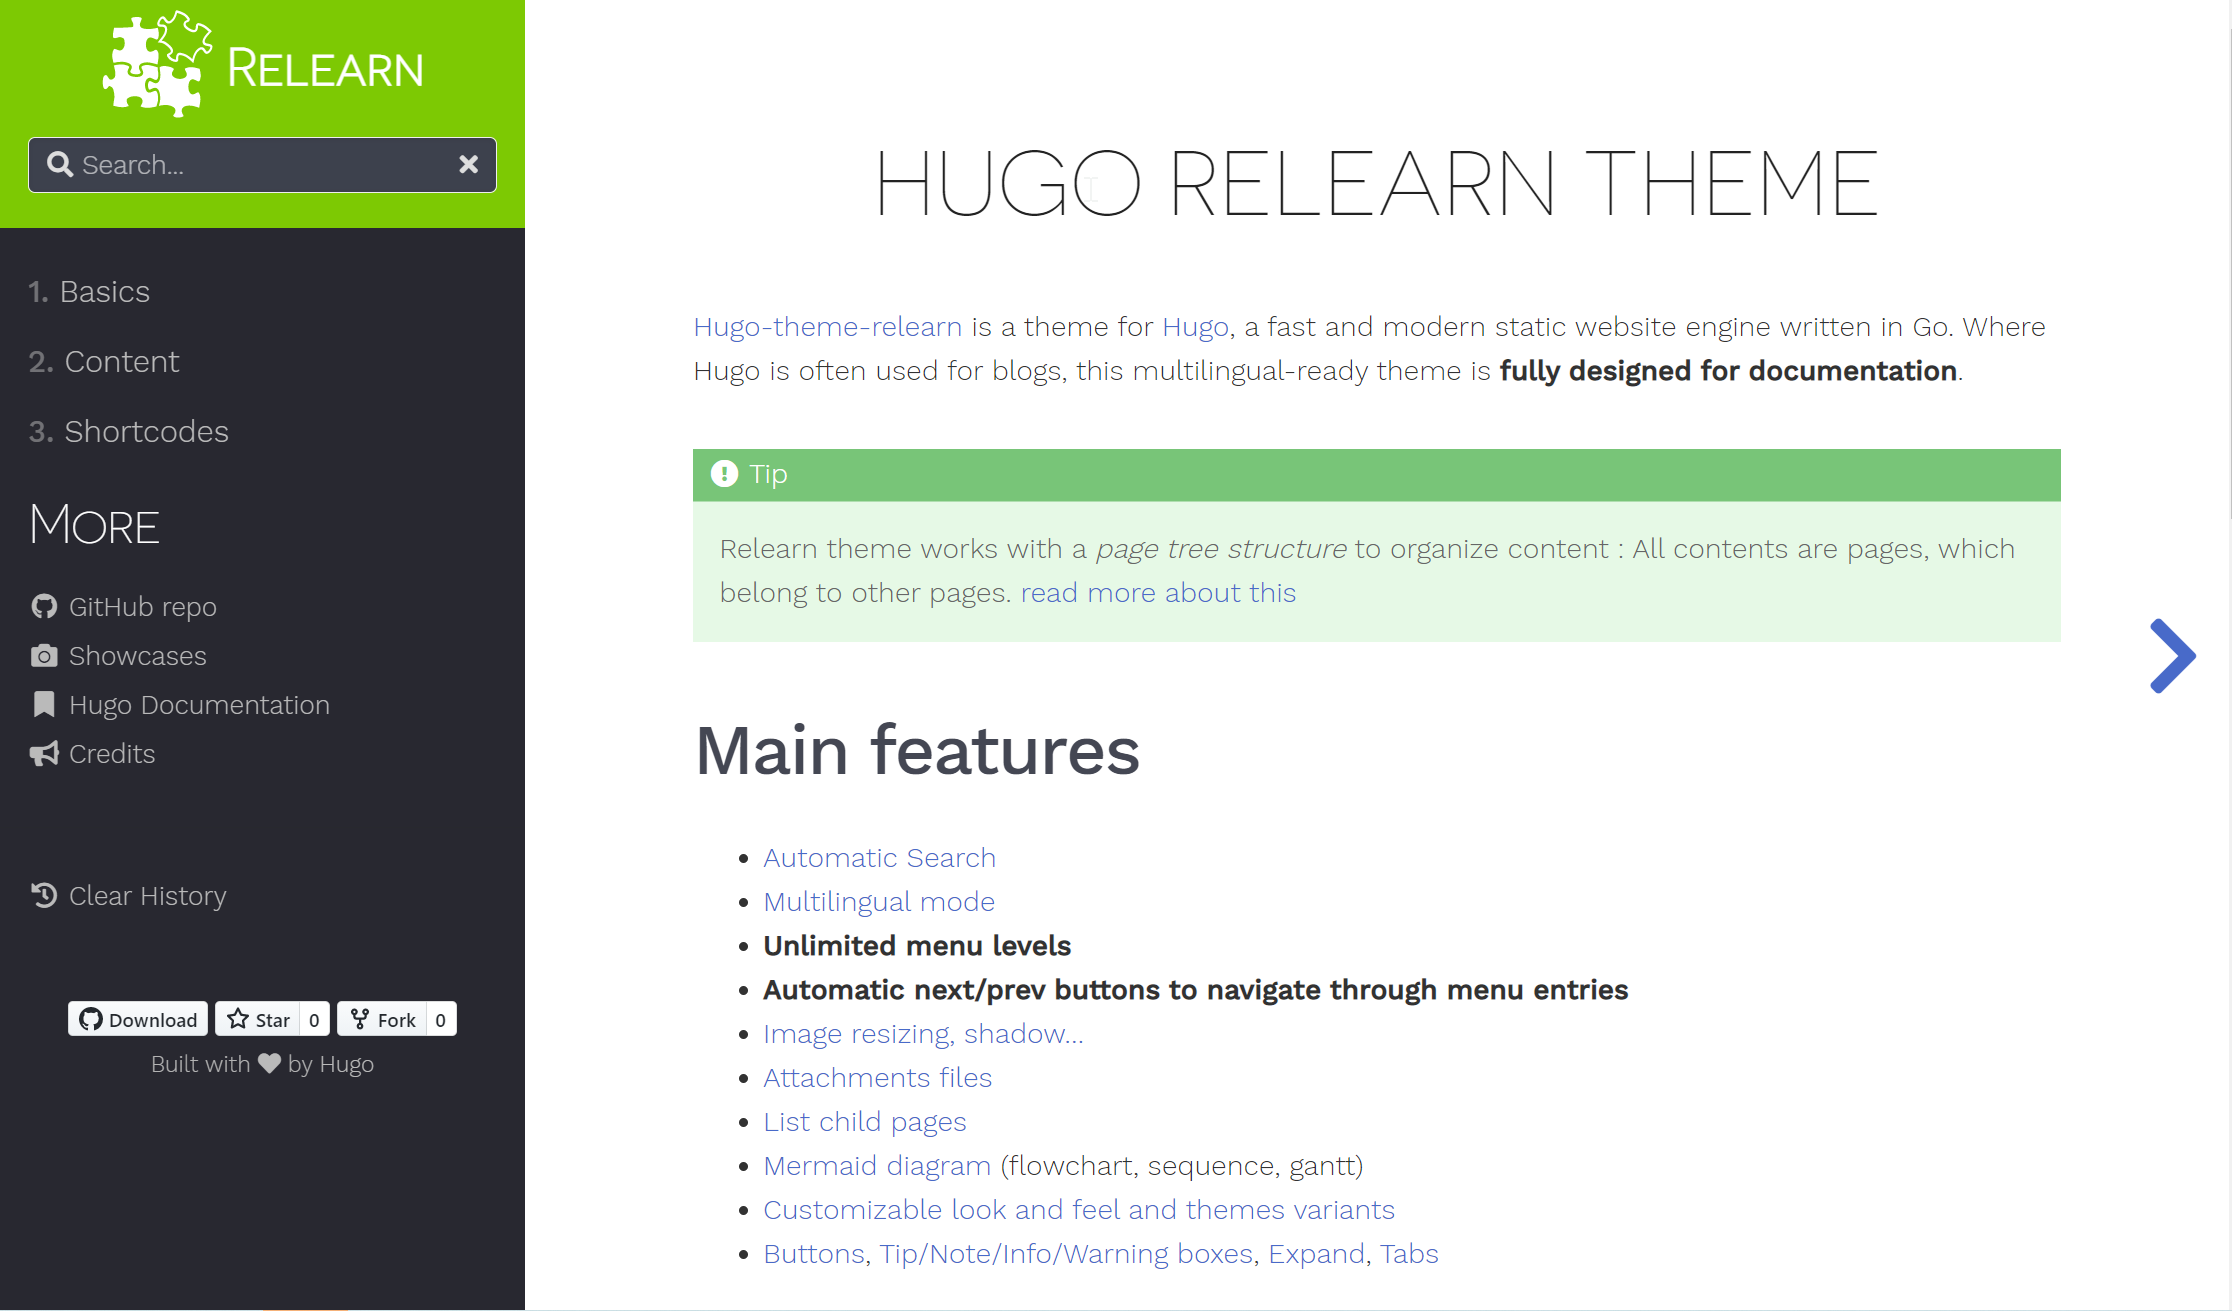 RELEARN
Search...
1. Basics
2. Content
3. Shortcodes
MORE
GitHub repo
Showcases
Hugo Documentation
Credits
Clear History
Download Star 0 Fork 0
Built with by Hugo
HUGO RELEARN THEME
Hugo-theme-relearn is a theme for Hugo, a fast and modern static website engine written in Go. Where
Hugo is often used for blogs, this multilingual-ready theme is fully designed for documentation.
Tip
Relearn theme works with a page tree structure to organize content : All contents are pages, which
belong to other pages. read more about this
Main features
• Automatic Search
• Multilingual mode
• Unlimited menu levels
• Automatic next/prev buttons to navigate through menu entries
• Image resizing, shadow...
• Attachments files
• List child pages
• Mermaid diagram (flowchart, sequence, gantt)
• Customizable look and feel and themes variants
• Buttons, Tip/Note/Info/Warning boxes, Expand, Tabs